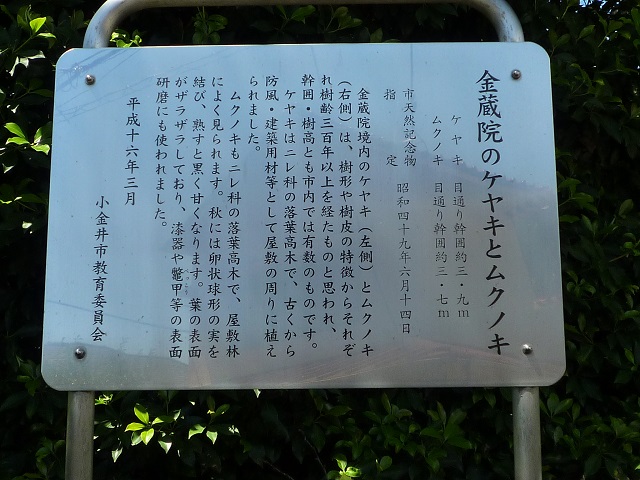 金蔵院のケヤキとムクノキ
ケヤキ 目通り幹囲約三・九m
ムクノキ 目通り幹囲約三・七m
市天然記念物
指定 昭和四十九年六月十四日
金蔵院境内のケヤキ（左側）とムクノキ
（右側）は、樹形や樹皮の特徴からそれぞ
れ樹齢三百年以上を経たものと思われ、
幹囲・樹高とも市内では有数のものです。
ケヤキはニレ科の落葉高木で、古くから
防風・建築用材等として屋敷の周りに植え
られました。
ムクノキもニレ科の落葉高木で、屋敷林
によく見られます。秋には卵状球形の実を
結び、熟すと黒く甘くなります。葉の表面
がザラザラしており、漆器や鼈甲等の表面
研磨にも使われました。
平成十六年三月
小金井市教育委員会